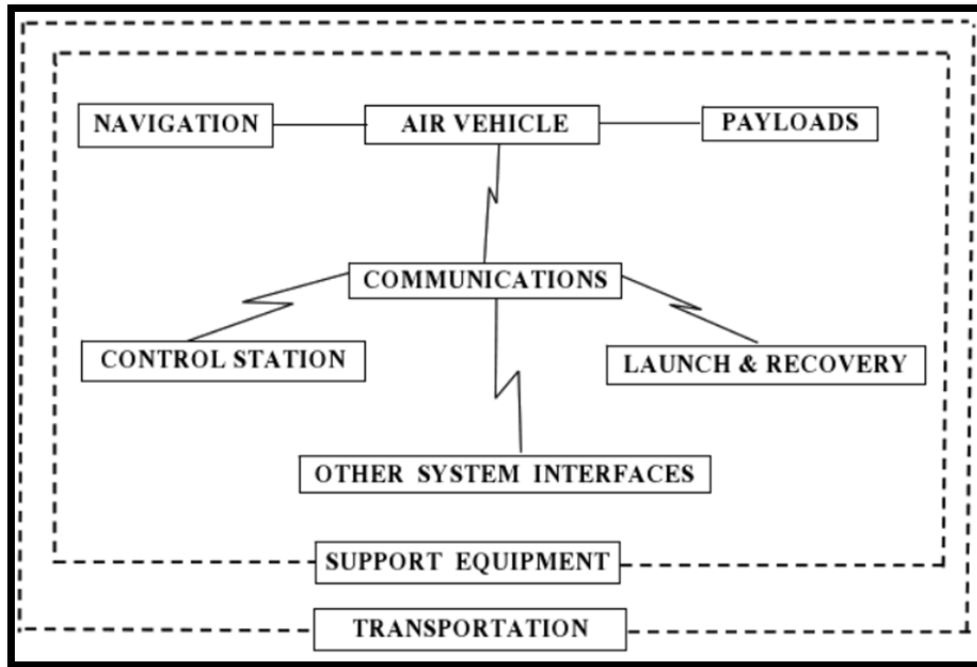 NAVIGATION
AIR VEHICLE
PAYLOADS
COMMUNICATIONS
CONTROL STATION
LAUNCH & RECOVERY
OTHER SYSTEM INTERFACES
SUPPORT EQUIPMENT
TRANSPORTATION